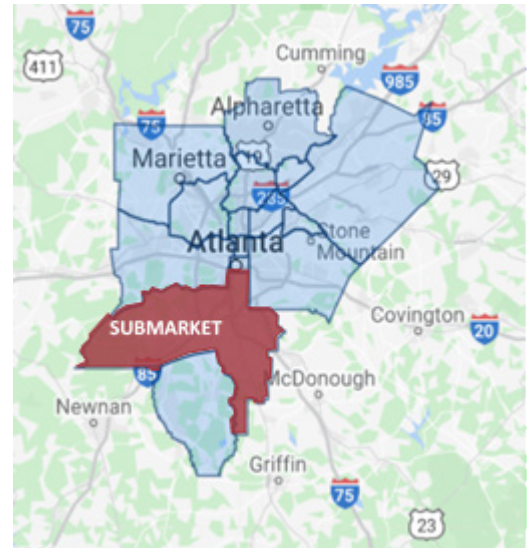 75
411
Cumming
985
Alpharetta
75
85
Marietta
19
29
285
Atlanta
Stone
Mountain
SUBMARKET
Covington
20
85
McDonough
Newnan
Griffin
75
23